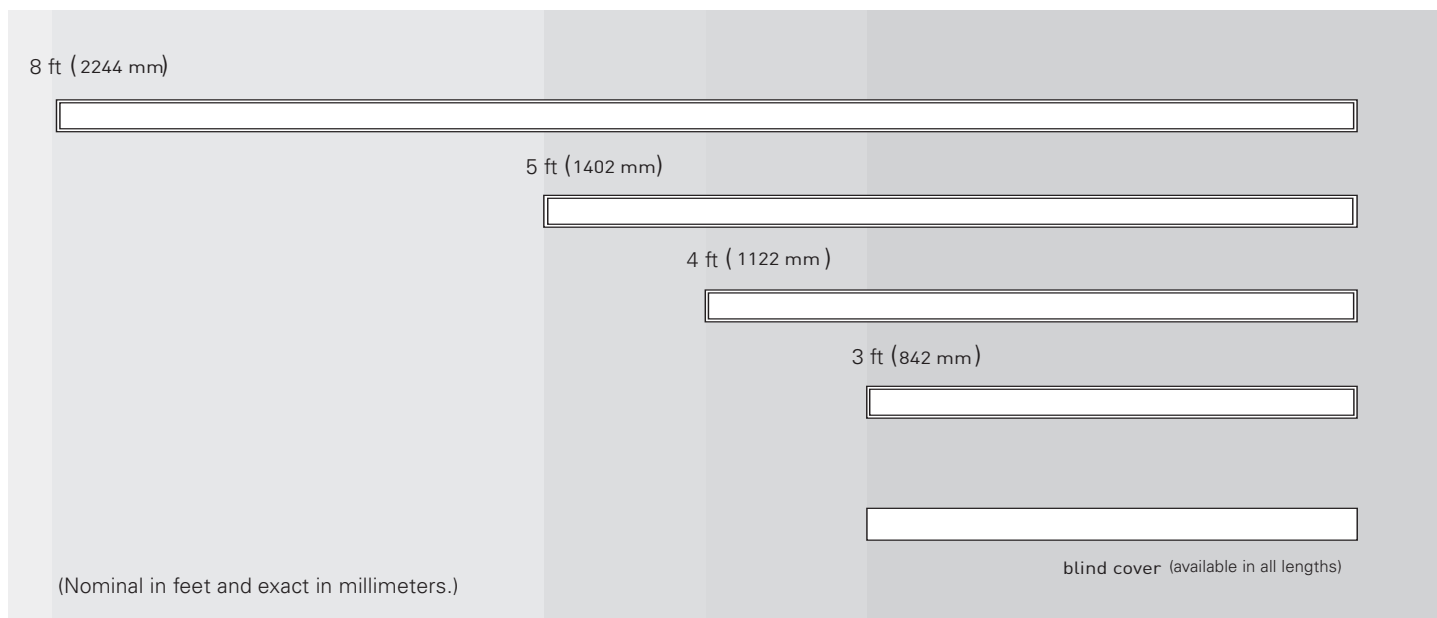 8 ft (2244 mm)
5 ft (1402 mm)
4 ft ( 1122 mm )
3 ft (842 mm )
blind cover (available in all lengths)
(Nominal in feet and exact in millimeters.)